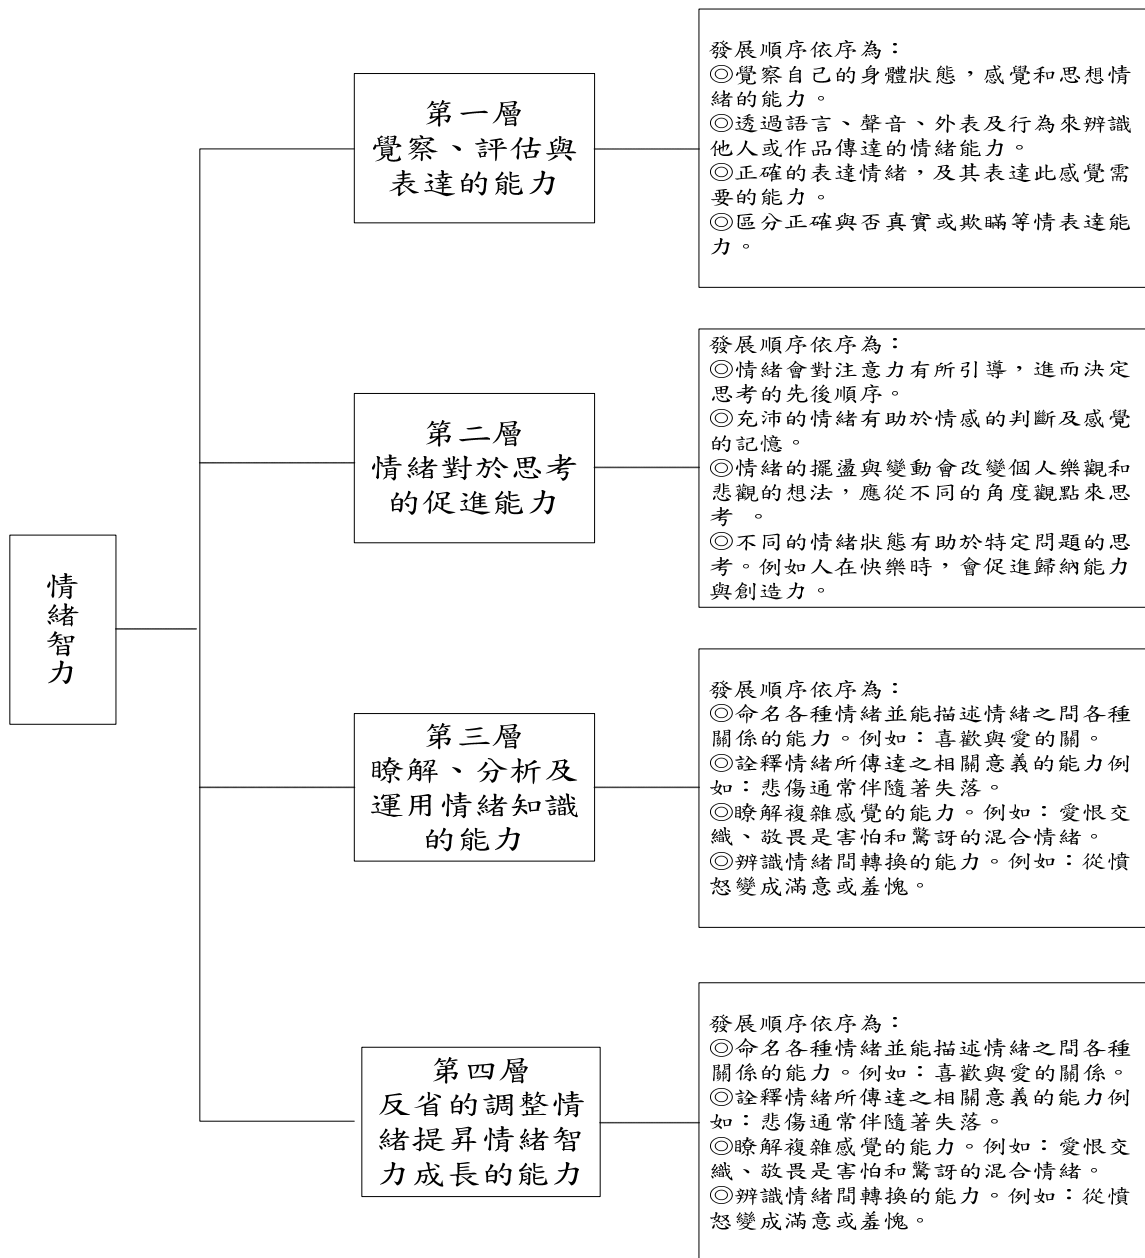 情緒智力
第一層
覺察、評估與
表達的能力
發展順序依序為：
◎覺察自己的身體狀態，感覺和思想情
緒的能力。
◎透過語言、聲音、外表及行為來辨識
他人或作品傳達的情緒能力。
◎正確的表達情緒，及其表達此感覺需
要的能力。
◎區分正確與否真實或欺瞞等情表達能
力。
第二層
情緒對於思考
的促進能力
發展順序依序為：
◎情緒會對注意力有所引導，進而決定
思考的先後順序。
◎充沛的情緒有助於情感的判斷及感覺
的記憶。
◎情緒的擺盪與變動會改變個人樂觀和
悲觀的想法，應從不同的角度觀點來思
考 。
◎不同的情緒狀態有助於特定問題的思
考。例如人在快樂時，會促進歸納能力
與創造力。
第三層
瞭解、分析及
運用情緒知識
的能力
發展順序依序為：
◎命名各種情緒並能描述情緒之間各種
關係的能力。例如：喜歡與愛的關。
◎詮釋情緒所傳達之相關意義的能力例
如：悲傷通常伴隨著失落。
◎瞭解複雜感覺的能力。例如：愛恨交
織、敬畏是害怕和驚訝的混合情緒。
◎辨識情緒間轉換的能力。例如：從憤
怒變成滿意或羞愧。
第四層
反省的調整情
緒提昇情緒智
力成長的能力
發展順序依序為：
◎命名各種情緒並能描述情緒之間各種
關係的能力。例如：喜歡與愛的關係。
◎詮釋情緒所傳達之相關意義的能力例
如：悲傷通常伴隨著失落。
◎瞭解複雜感覺的能力。例如：愛恨交
織、敬畏是害怕和驚訝的混合情緒。
◎辨識情緒間轉換的能力。例如：從憤
怒變成滿意或羞愧。